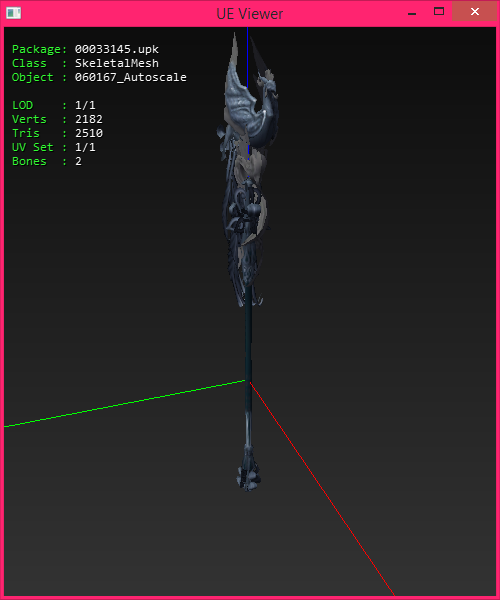 UE Viewer
Package: 00033145.upk
Class  : SkeletalMesh
Object : 060167_Autoscale
LOD    : 1/1
Verts  : 2182
Tris   : 2510
UV Set : 1/1
Bones  : 2